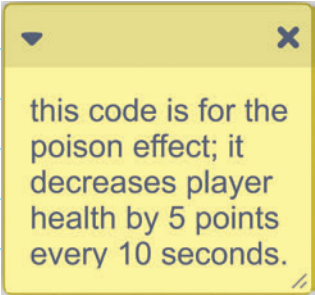 this code is for the
poison effect; it
decreases player
health by 5 points
every 10 seconds.